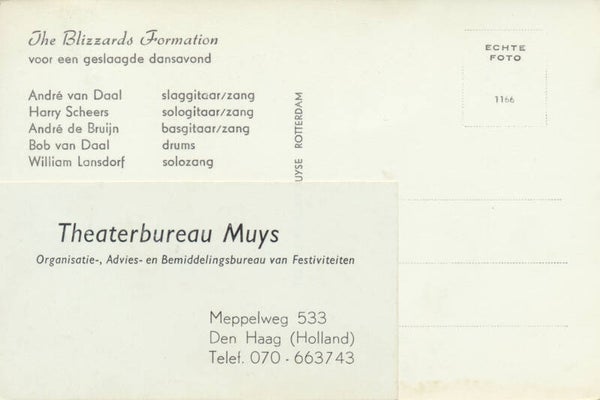 The Blizzards Formation
voor een geslaagde dansavond
André van Daal slaggitaar/zang
Harry Scheers sologitaar/zang
André de Bruijn basgitaar/zang
Bob van Daal drums
William Lansdorf solozang
ECHTE
FOTO
1166
UYSE ROTTERDAM
Theaterbureau Muys
Organisatie-, Advies- en Bemiddelingsbureau van Festiviteiten
Meppelweg 533
Den Haag (Holland)
Telef. 070 - 663743